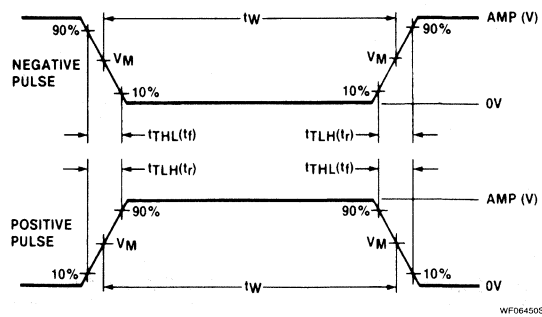 tW
AMP (V)
90%
90%
NEGATIVE
PULSE
VM
VM
10%
10%
0V
tTHL(tf)
tTLH(tr)
tTLH(tr)
tTHL(tf)
AMP (V)
90%
90%
POSITIVE
PULSE
VM
VM
10%
10%
tW
0V
WF06450S